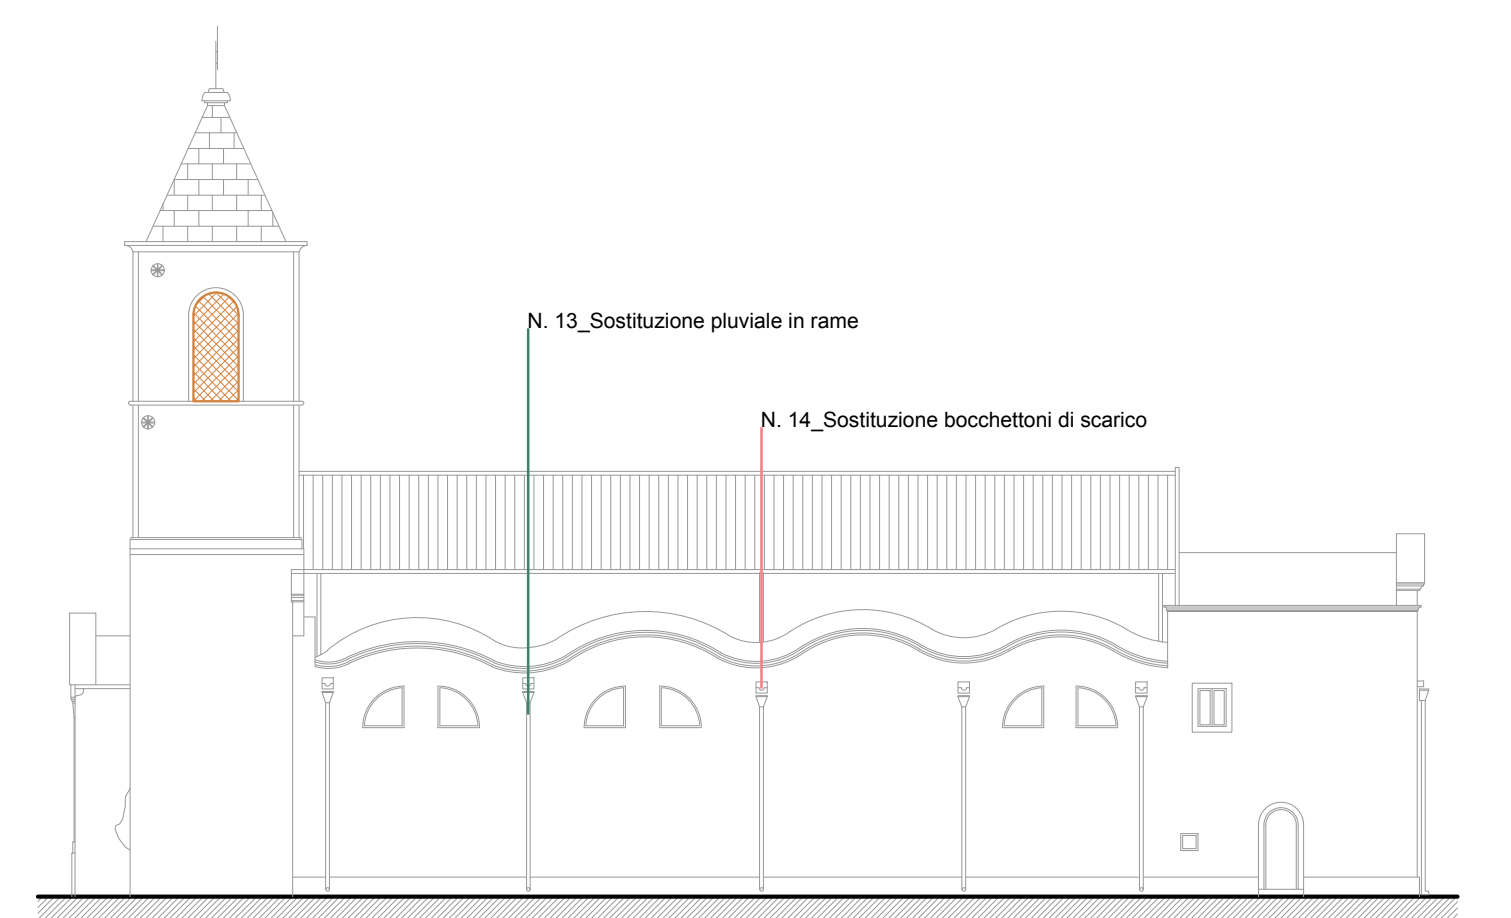 N. 13_Sostituzione pluviale in rame
N. 14_Sostituzione bocchettoni di scarico